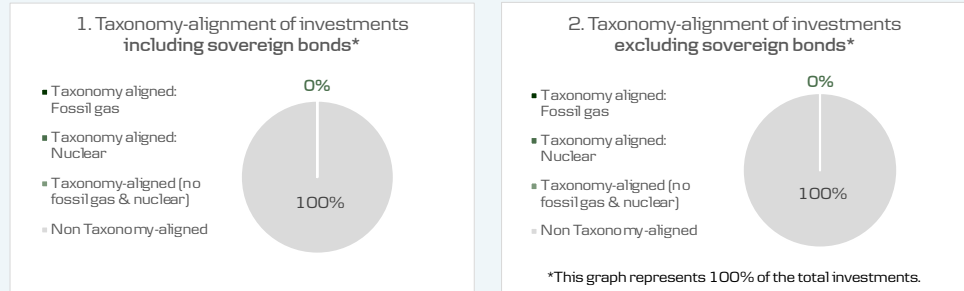 1. Taxonomy-alignment of investments
including sovereign bonds*
Taxonomy aligned:
Fossil gas
Taxonomy aligned:
Nuclear
Taxonomy-aligned (no
fossil gas & nuclear)
Non Taxonomy-aligned
0%
100%
2. Taxonomy-alignment of investments
excluding sovereign bonds*
Taxonomy aligned:
Fossil gas
Taxonomy aligned:
Nuclear
Taxonomy-aligned (no
fossil gas & nuclear)
Non Taxonomy-aligned
0%
100%
*This graph represents 100% of the total investments.